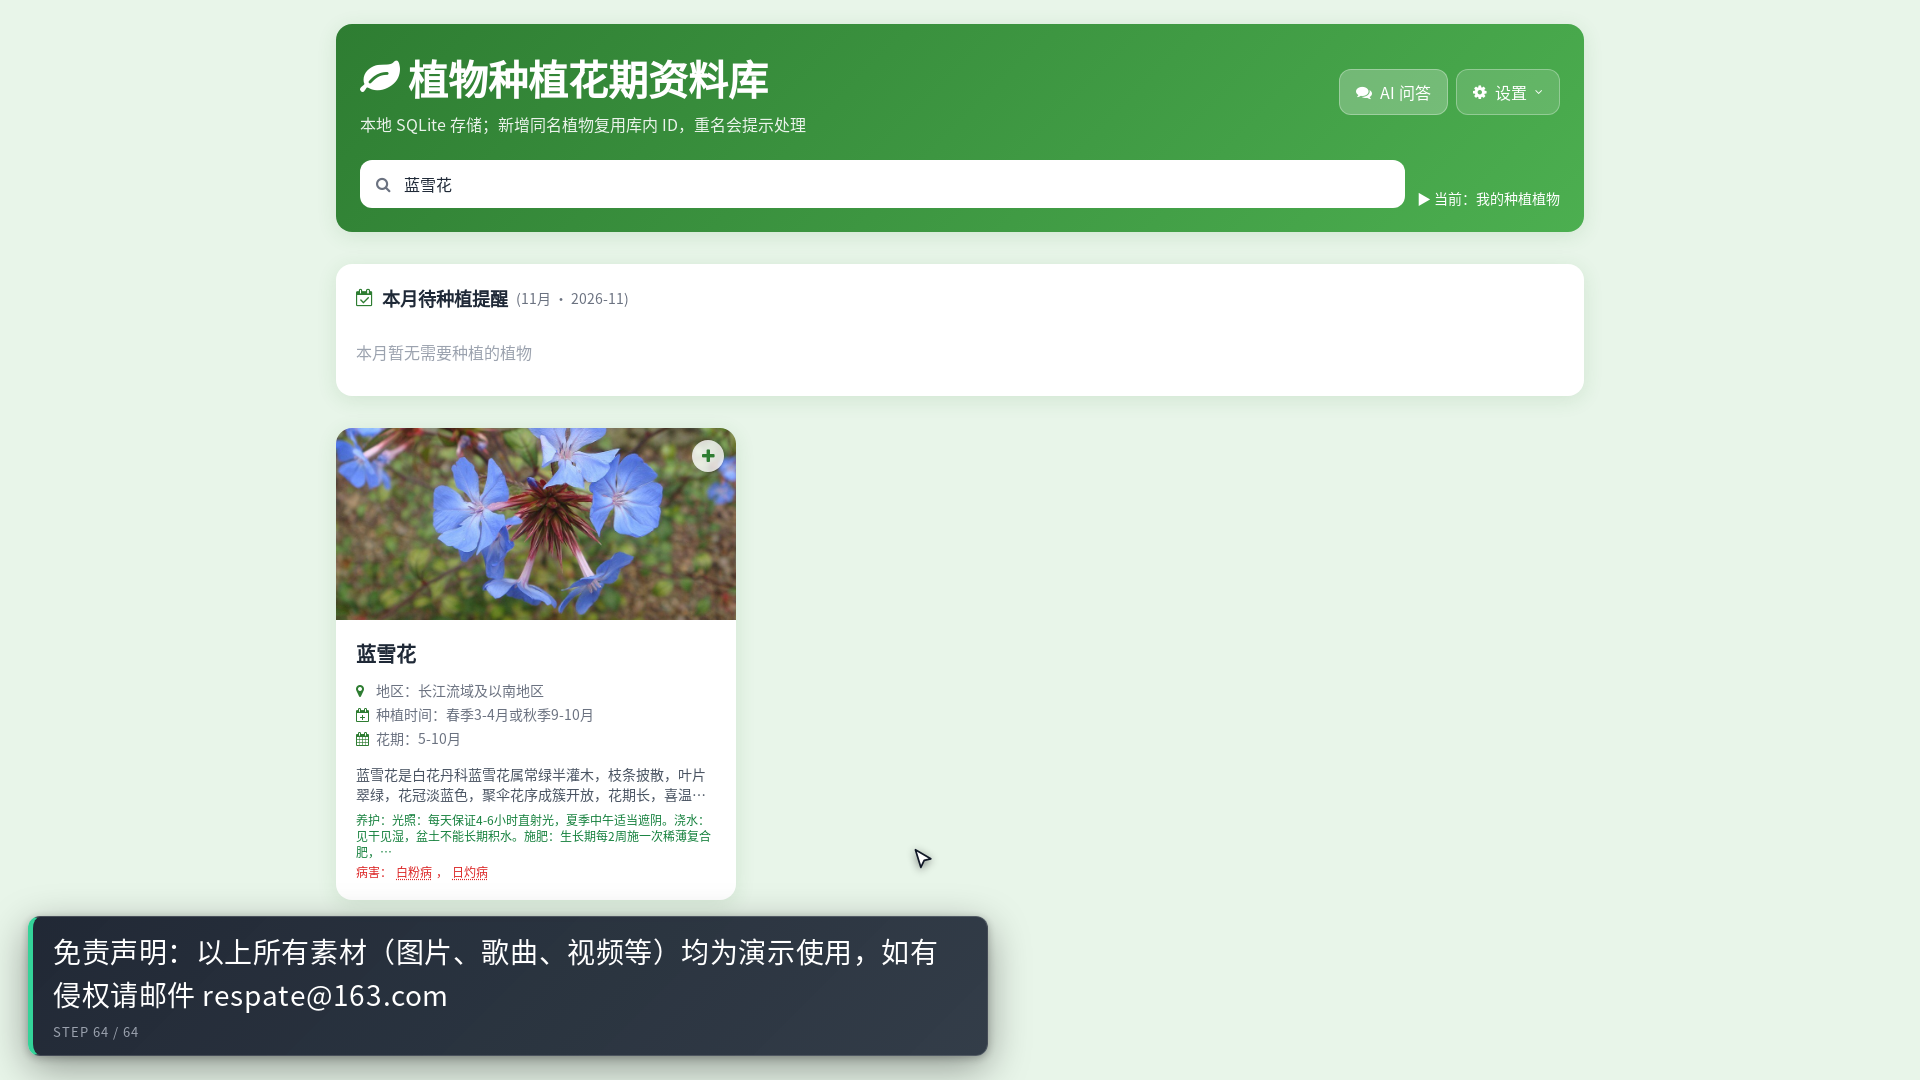 植物种植花期资料库
本地 SQLite 存储；新增同名植物复用库内 ID，重名会提示处理
AI 问答
设置
蓝雪花
▶ 当前：我的种植植物
本月待种植提醒 (11月 · 2026-11)
本月暂无需要种植的植物
蓝雪花
地区：长江流域及以南地区
种植时间：春季3-4月或秋季9-10月
花期：5-10月
蓝雪花是白花丹科蓝雪花属常绿半灌木，枝条披散，叶片
翠绿，花冠淡蓝色，聚伞花序成簇开放，花期长，喜温…
养护：光照：每天保证4-6小时直射光，夏季中午适当遮阴。浇水：
见干见湿，盆土不能长期积水。施肥：生长期每2周施一次稀薄复合
肥，…
病害： 白粉病 ， 日灼病
免责声明：以上所有素材（图片、歌曲、视频等）均为演示使用，如有
侵权请邮件 respate@163.com
STEP 64 / 64